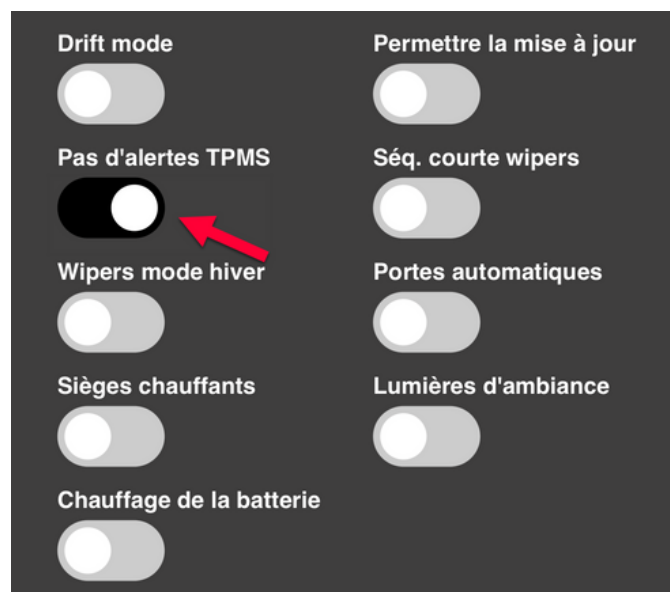 Drift mode
Permettre la mise à jour
Pas d'alertes TPMS
Séq. courte wipers
Wipers mode hiver
Portes automatiques
Sièges chauffants
Lumières d'ambiance
Chauffage de la batterie